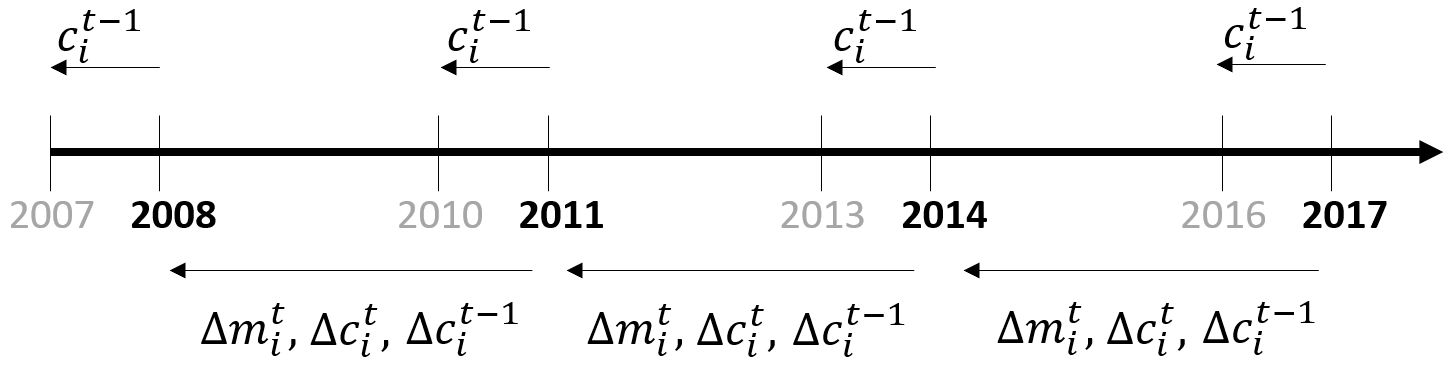 c_i^{t−1} c_i^{t−1} c_i^{t−1} c_i^{t−1}
2007 2008 2010 2011 2013 2014 2016 2017
Δm_i^t, Δc_i^t, Δc_i^{t−1} Δm_i^t, Δc_i^t, Δc_i^{t−1} Δm_i^t, Δc_i^t, Δc_i^{t−1}